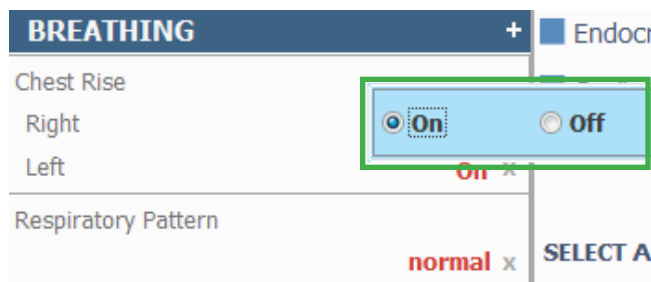 BREATHING +
Endocr
Chest Rise
Right
On Off
Left
On x
Respiratory Pattern
normal x
SELECT A